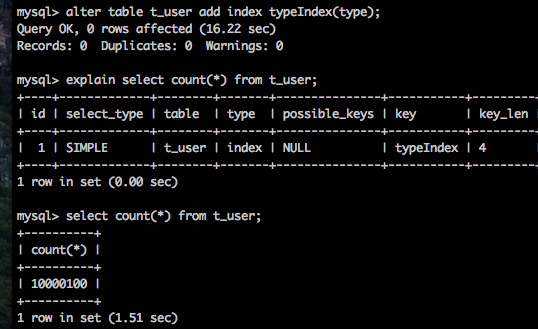 mysql> alter table t_user add index typeIndex(type);
Query OK, 0 rows affected (16.22 sec)
Records: 0  Duplicates: 0  Warnings: 0
mysql> explain select count(*) from t_user;
+----+-------------+--------+-------+---------------+-----------+---------
| id | select_type | table  | type  | possible_keys | key       | key_len
+----+-------------+--------+-------+---------------+-----------+---------
|  1 | SIMPLE      | t_user | index | NULL          | typeIndex | 4
+----+-------------+--------+-------+---------------+-----------+---------
1 row in set (0.00 sec)
mysql> select count(*) from t_user;
+----------+
| count(*) |
+----------+
| 10000100 |
+----------+
1 row in set (1.51 sec)